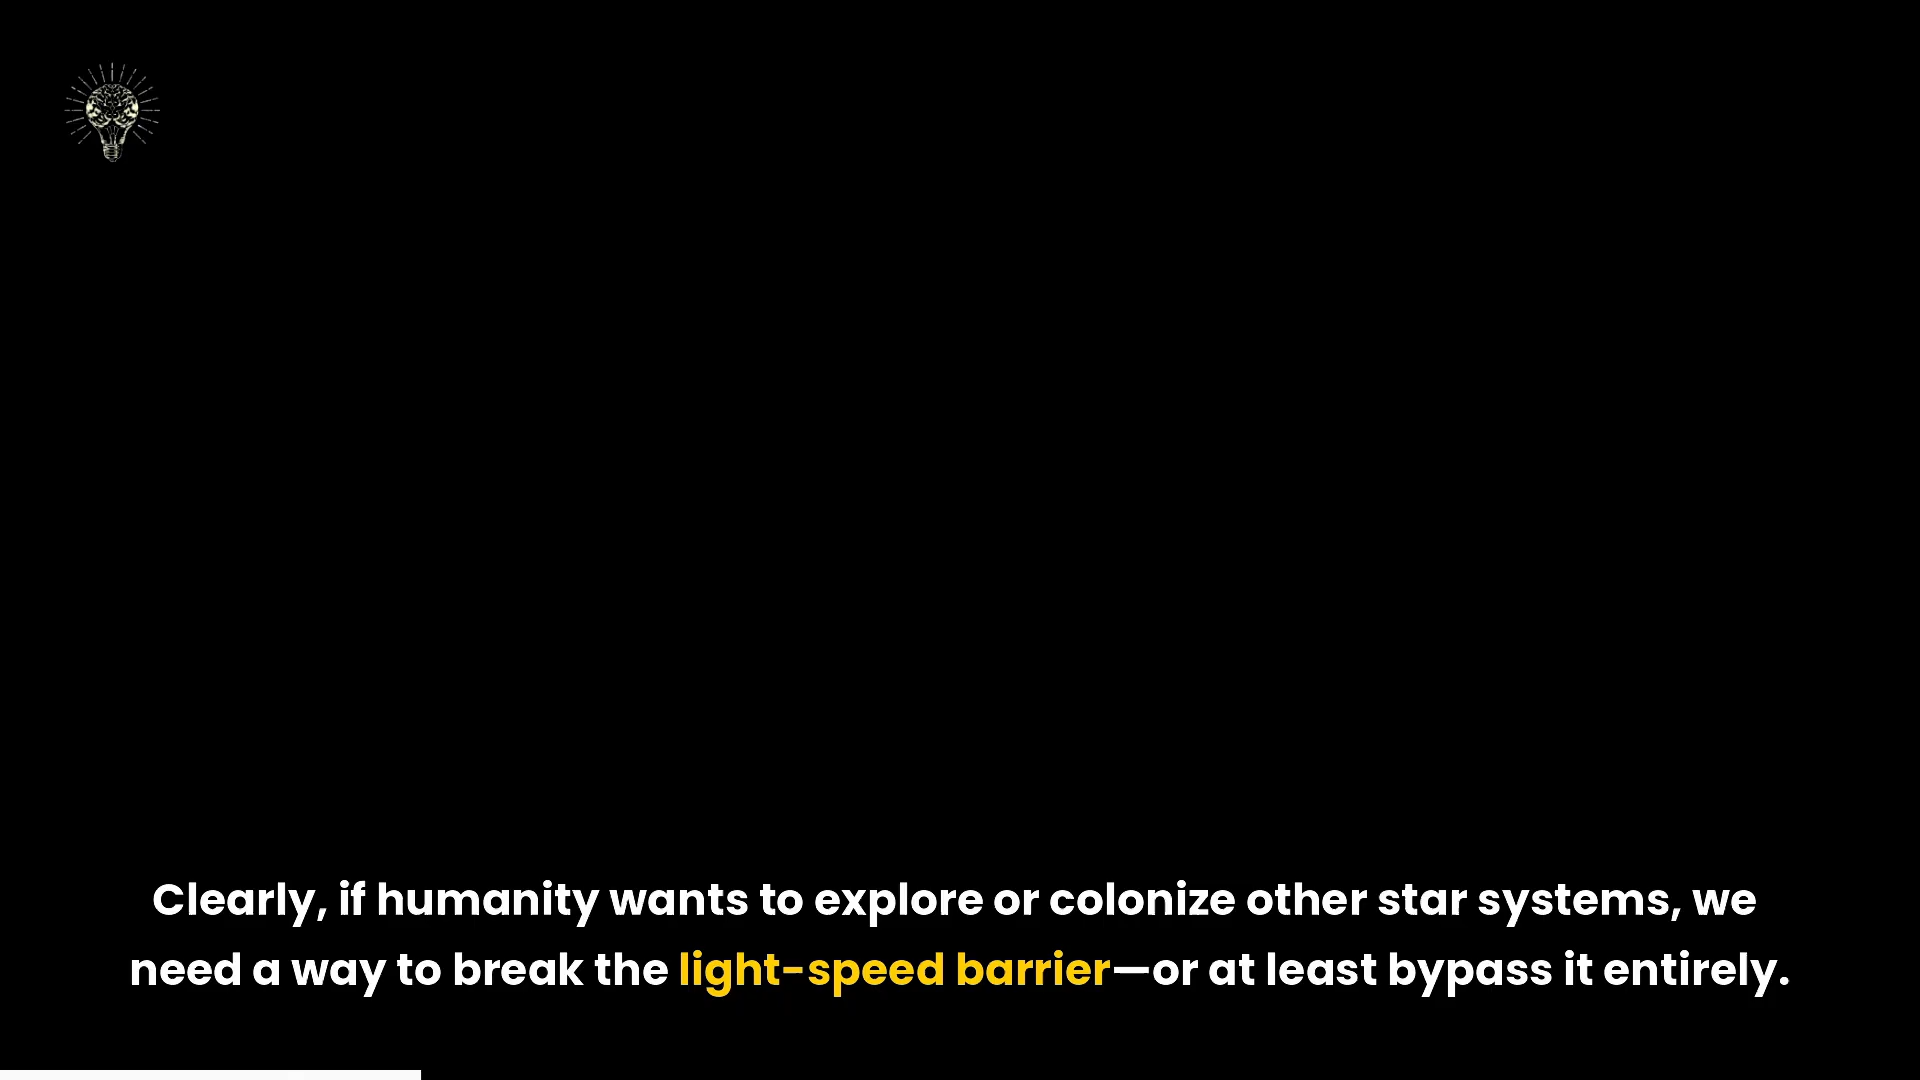 Clearly, if humanity wants to explore or colonize other star systems, we
need a way to break the light-speed barrier—or at least bypass it entirely.